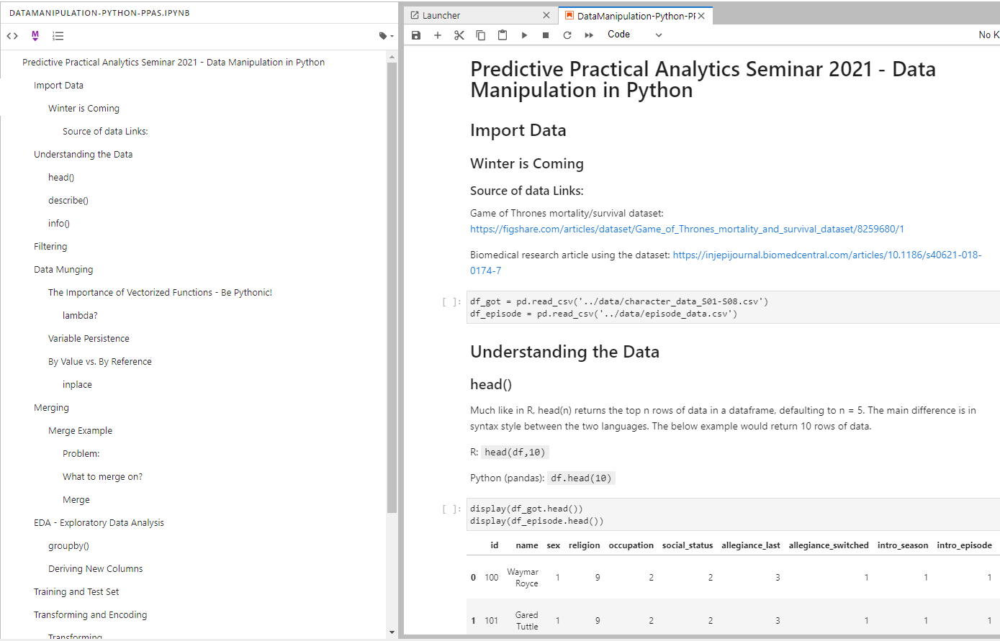 DATAMANIPULATION-PYTHON-PPAS.IPYNB
Predictive Practical Analytics Seminar 2021 - Data Manipulation in Python
Import Data
Winter is Coming
Source of data Links:
Understanding the Data
head()
describe()
info()
Filtering
Data Munging
The Importance of Vectorized Functions - Be Pythonic!
lambda?
Variable Persistence
By Value vs. By Reference
inplace
Merging
Merge Example
Problem:
What to merge on?
Merge
EDA - Exploratory Data Analysis
groupby()
Deriving New Columns
Training and Test Set
Transforming and Encoding
Transforming
Launcher
DataManipulation-Python-PF
Code
No K
Predictive Practical Analytics Seminar 2021 - Data
Manipulation in Python
Import Data
Winter is Coming
Source of data Links:
Game of Thrones mortality/survival dataset:
https://figshare.com/articles/dataset/Game_of_Thrones_mortality_and_survival_dataset/8259680/1
Biomedical research article using the dataset: https://injepijournal.biomedcentral.com/articles/10.1186/s40621-018-
0174-7
[ ]: df_got = pd.read_csv('../data/character_data_S01-S08.csv')
df_episode = pd.read_csv('../data/episode_data.csv')
Understanding the Data
head()
Much like in R, head(n) returns the top n rows of data in a dataframe, defaulting to n = 5. The main difference is in
syntax style between the two languages. The below example would return 10 rows of data.
R: head(df,10)
Python (pandas): df.head(10)
[ ]: display(df_got.head())
display(df_episode.head())
id name sex religion occupation social_status allegiance_last allegiance_switched intro_season intro_episode
0 100 Waymar Royce 1 9 2 2 3 1 1 1
1 101 Gared Tuttle 1 9 2 2 3 1 1 1